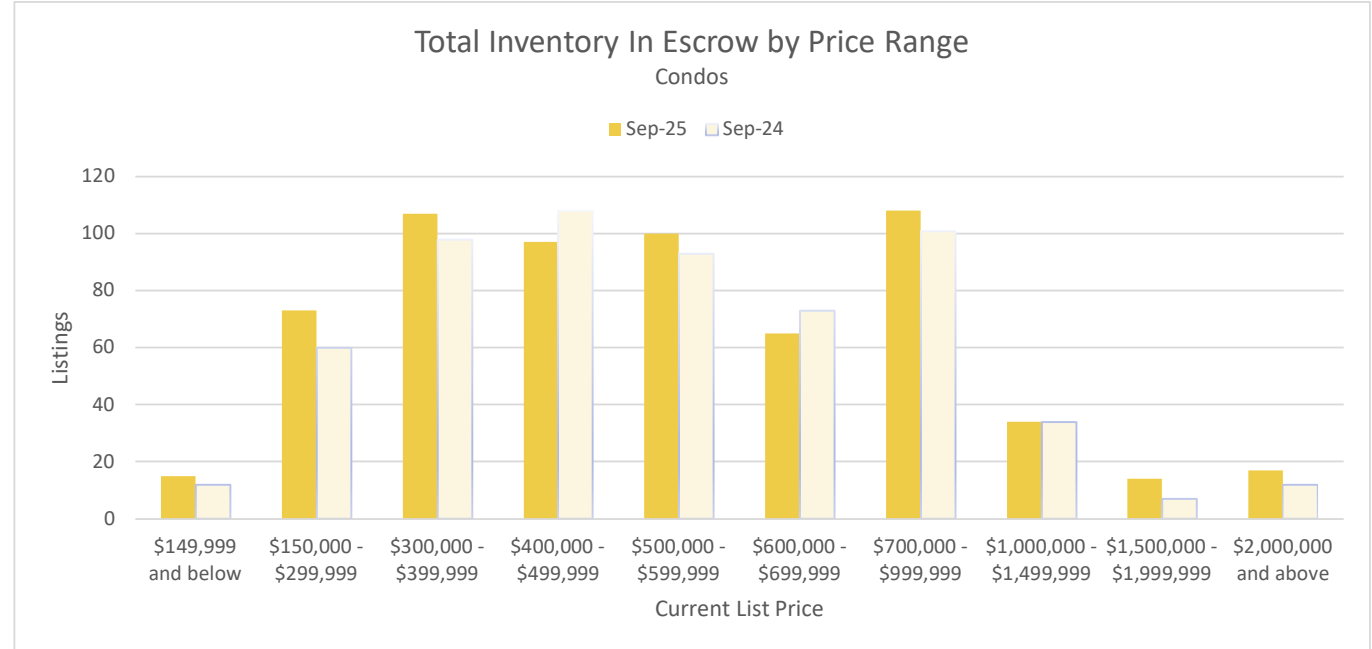 Total Inventory In Escrow by Price Range
Condos
Sep-25 Sep-24
120
100
80
60
40
20
0
Listings
$149,999 $150,000 - $300,000 - $400,000 - $500,000 - $600,000 - $700,000 - $1,000,000 - $1,500,000 - $2,000,000
and below $299,999 $399,999 $499,999 $599,999 $699,999 $999,999 $1,499,999 $1,999,999 and above
Current List Price